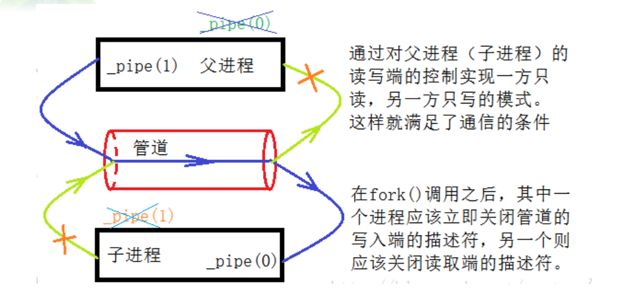 _pipe(0)
_pipe(1) 父进程
管道
_pipe(1)
子进程 _pipe(0)
通过对父进程（子进程）的
读写端的控制实现一方只
读，另一方只写的模式。
这样就满足了通信的条件
在fork()调用之后，其中一
个进程应该立即关闭管道的
写入端的描述符，另一个则
应该关闭读取端的描述符。